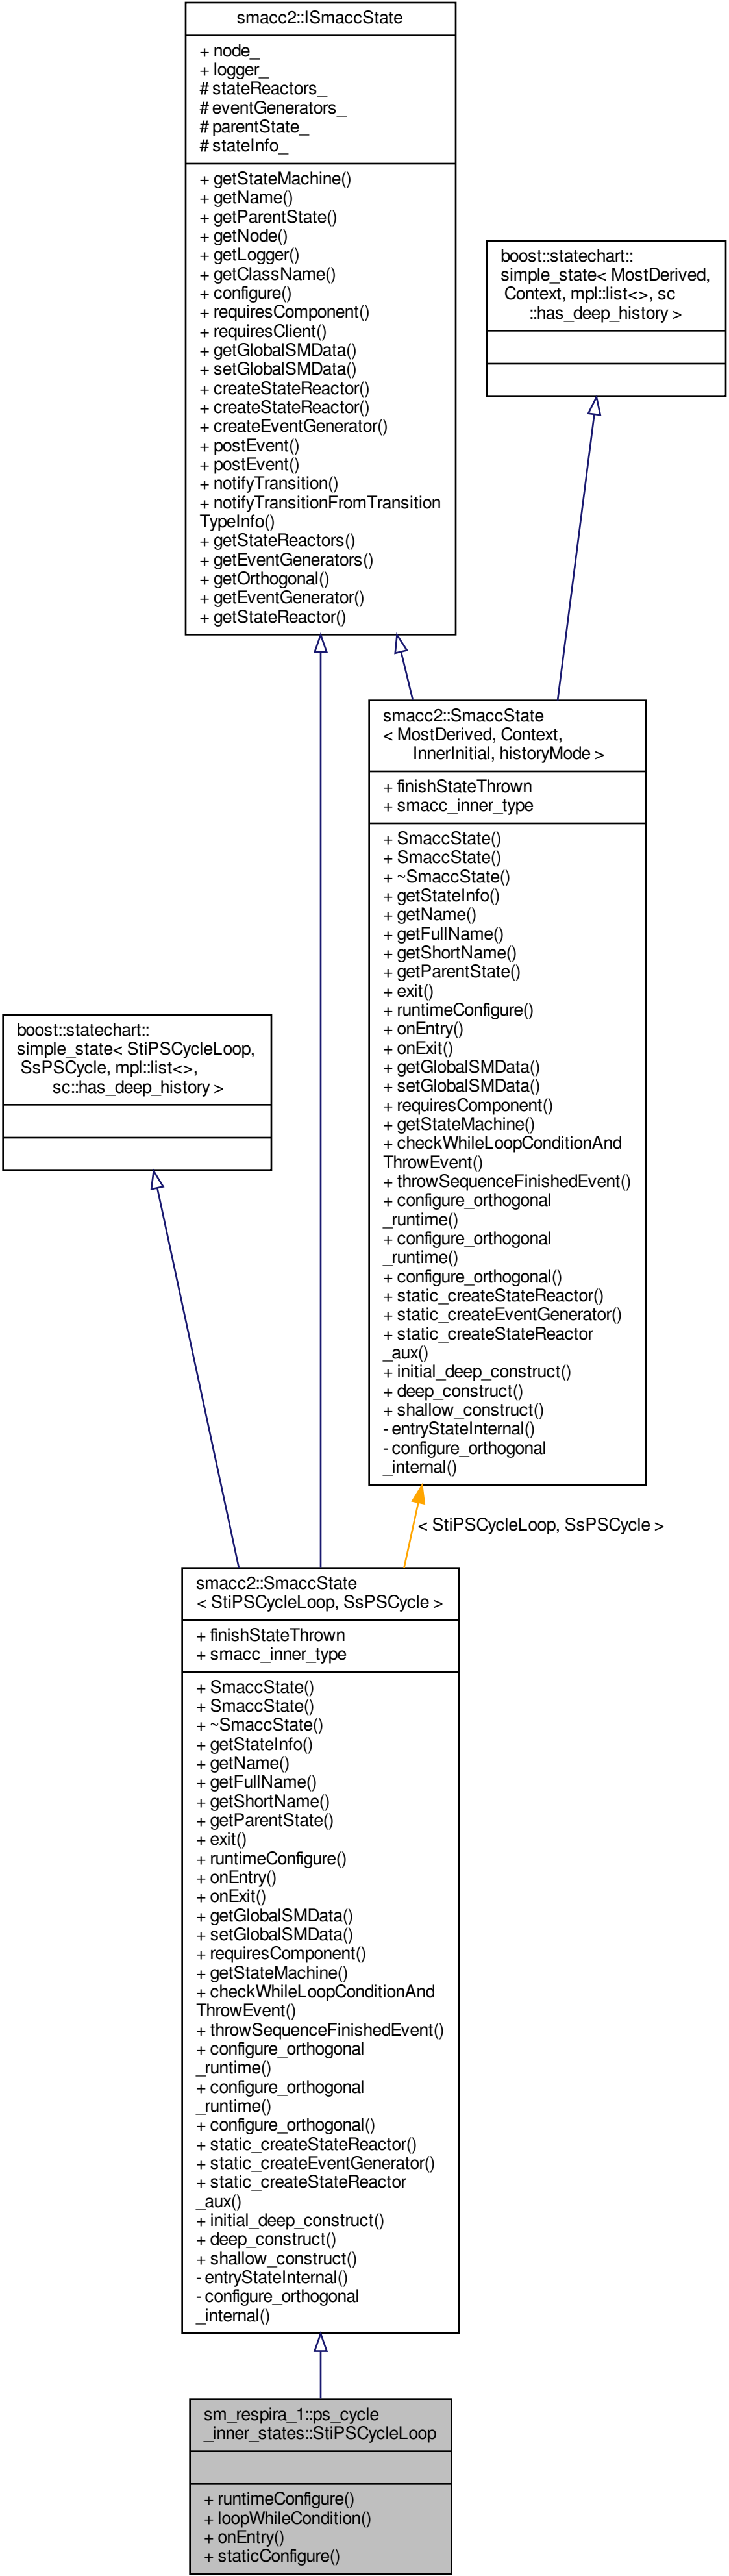 smacc2::ISmaccState
+ node_
+ logger_
# stateReactors_
# eventGenerators_
# parentState_
# stateInfo_
+ getStateMachine()
+ getName()
+ getParentState()
+ getNode()
+ getLogger()
+ getClassName()
+ configure()
+ requiresComponent()
+ requiresClient()
+ getGlobalSMData()
+ setGlobalSMData()
+ createStateReactor()
+ createStateReactor()
+ createEventGenerator()
+ postEvent()
+ postEvent()
+ notifyTransition()
+ notifyTransitionFromTransition
TypeInfo()
+ getStateReactors()
+ getEventGenerators()
+ getOrthogonal()
+ getEventGenerator()
+ getStateReactor()
boost::statechart::
simple_state< MostDerived,
Context, mpl::list<>, sc
::has_deep_history >
smacc2::SmaccState
< MostDerived, Context,
InnerInitial, historyMode >
+ finishStateThrown
+ smacc_inner_type
+ SmaccState()
+ SmaccState()
+ ~SmaccState()
+ getStateInfo()
+ getName()
+ getFullName()
+ getShortName()
+ getParentState()
+ exit()
+ runtimeConfigure()
+ onEntry()
+ onExit()
+ getGlobalSMData()
+ setGlobalSMData()
+ requiresComponent()
+ getStateMachine()
+ checkWhileLoopConditionAnd
ThrowEvent()
+ throwSequenceFinishedEvent()
+ configure_orthogonal
_runtime()
+ configure_orthogonal
_runtime()
+ configure_orthogonal()
+ static_createStateReactor()
+ static_createEventGenerator()
+ static_createStateReactor
_aux()
+ initial_deep_construct()
+ deep_construct()
+ shallow_construct()
- entryStateInternal()
- configure_orthogonal
_internal()
boost::statechart::
simple_state< StiPSCycleLoop,
SsPSCycle, mpl::list<>,
sc::has_deep_history >
< StiPSCycleLoop, SsPSCycle >
smacc2::SmaccState
< StiPSCycleLoop, SsPSCycle >
+ finishStateThrown
+ smacc_inner_type
+ SmaccState()
+ SmaccState()
+ ~SmaccState()
+ getStateInfo()
+ getName()
+ getFullName()
+ getShortName()
+ getParentState()
+ exit()
+ runtimeConfigure()
+ onEntry()
+ onExit()
+ getGlobalSMData()
+ setGlobalSMData()
+ requiresComponent()
+ getStateMachine()
+ checkWhileLoopConditionAnd
ThrowEvent()
+ throwSequenceFinishedEvent()
+ configure_orthogonal
_runtime()
+ configure_orthogonal
_runtime()
+ configure_orthogonal()
+ static_createStateReactor()
+ static_createEventGenerator()
+ static_createStateReactor
_aux()
+ initial_deep_construct()
+ deep_construct()
+ shallow_construct()
- entryStateInternal()
- configure_orthogonal
_internal()
sm_respira_1::ps_cycle
_inner_states::StiPSCycleLoop
+ runtimeConfigure()
+ loopWhileCondition()
+ onEntry()
+ staticConfigure()